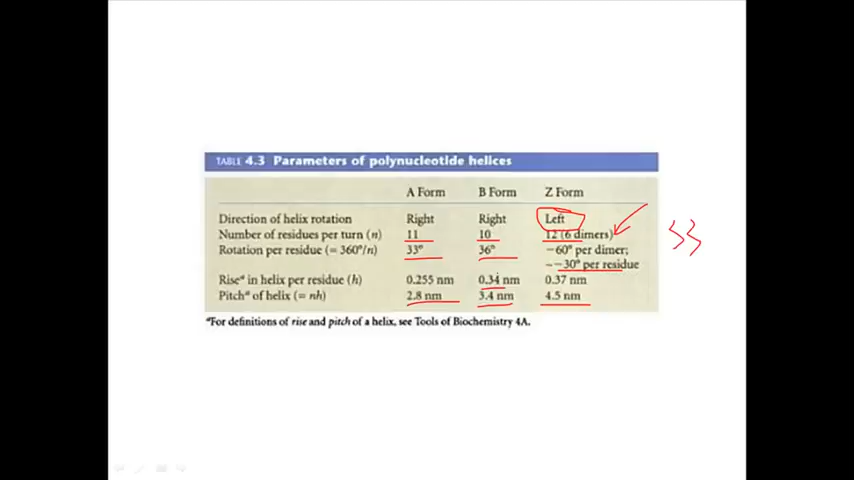 TABLE 4.3 Parameters of polynucleotide helices
A Form B Form Z Form
Direction of helix rotation Right Right Left
Number of residues per turn (n) 11 10 12 (6 dimers)
Rotation per residue (= 360°/n) 33° 36° −60° per dimer;
~−30° per residue
Riseᵃ in helix per residue (h) 0.255 nm 0.34 nm 0.37 nm
Pitchᵃ of helix (= nh) 2.8 nm 3.4 nm 4.5 nm
ᵃFor definitions of rise and pitch of a helix, see Tools of Biochemistry 4A.